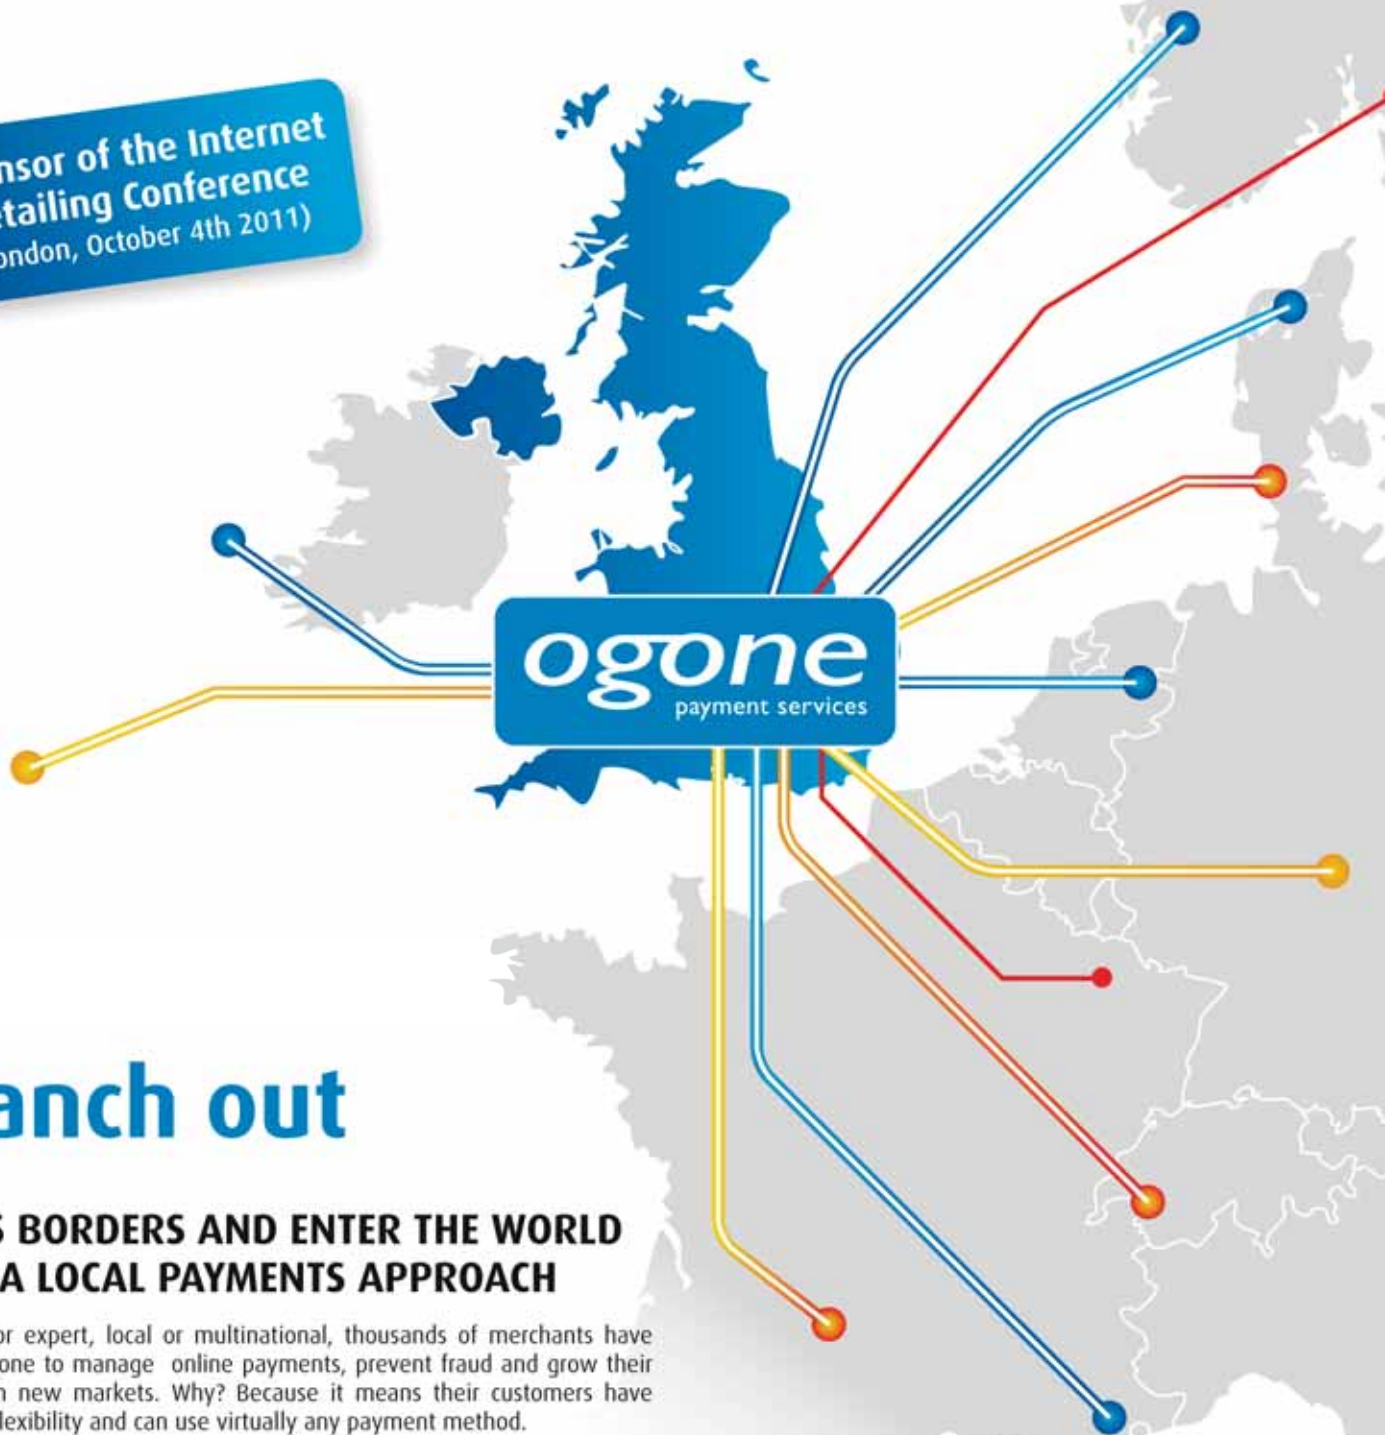 nsor of the Internet
tailing Conference
ondon, October 4th 2011)
ogone
payment services
anch out
BORDERS AND ENTER THE WORLD
A LOCAL PAYMENTS APPROACH
or expert, local or multinational, thousands of merchants have
one to manage online payments, prevent fraud and grow their
new markets. Why? Because it means their customers have
lexibility and can use virtually any payment method.